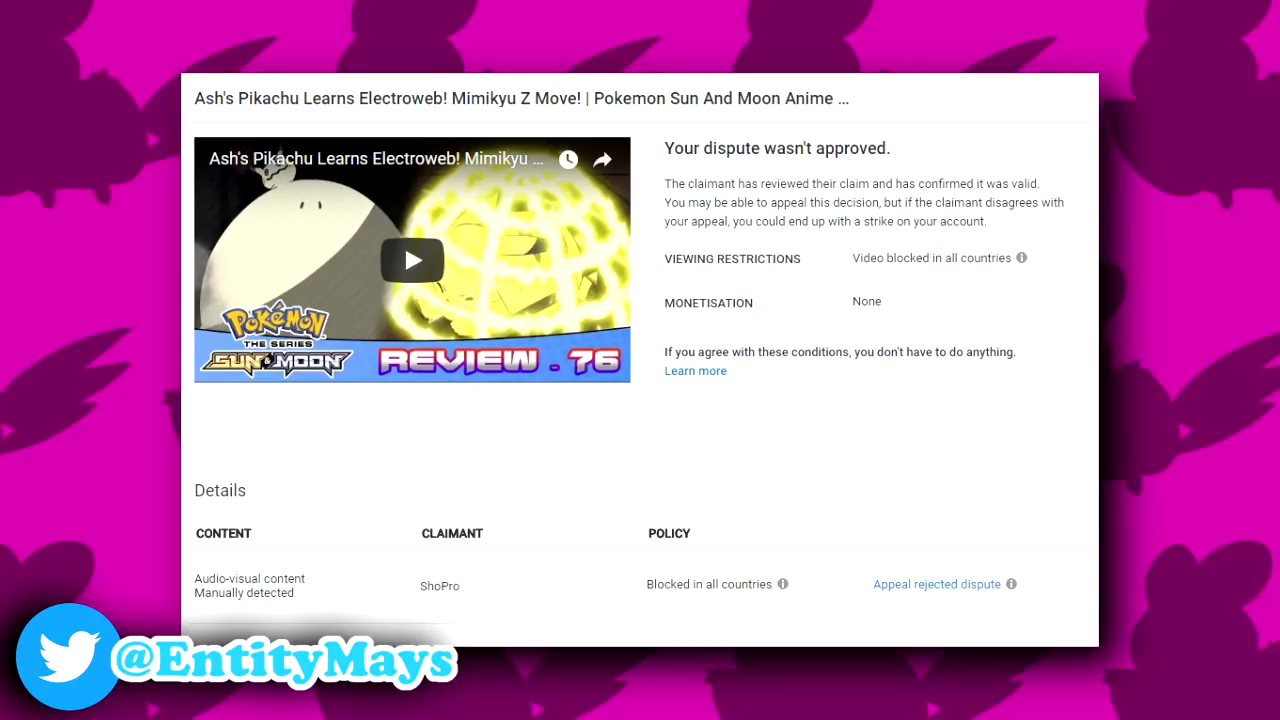 Ash's Pikachu Learns Electroweb! Mimikyu Z Move! | Pokemon Sun And Moon Anime ...
Ash's Pikachu Learns Electroweb! Mimikyu ...
POKéMON
THE SERIES
SUN & MOON
REVIEW - 76
Your dispute wasn't approved.
The claimant has reviewed their claim and has confirmed it was valid.
You may be able to appeal this decision, but if the claimant disagrees with
your appeal, you could end up with a strike on your account.
VIEWING RESTRICTIONS Video blocked in all countries
MONETISATION None
If you agree with these conditions, you don't have to do anything.
Learn more
Details
CONTENT CLAIMANT POLICY
Audio-visual content
Manually detected
ShoPro
Blocked in all countries
Appeal rejected dispute
@EntityMays